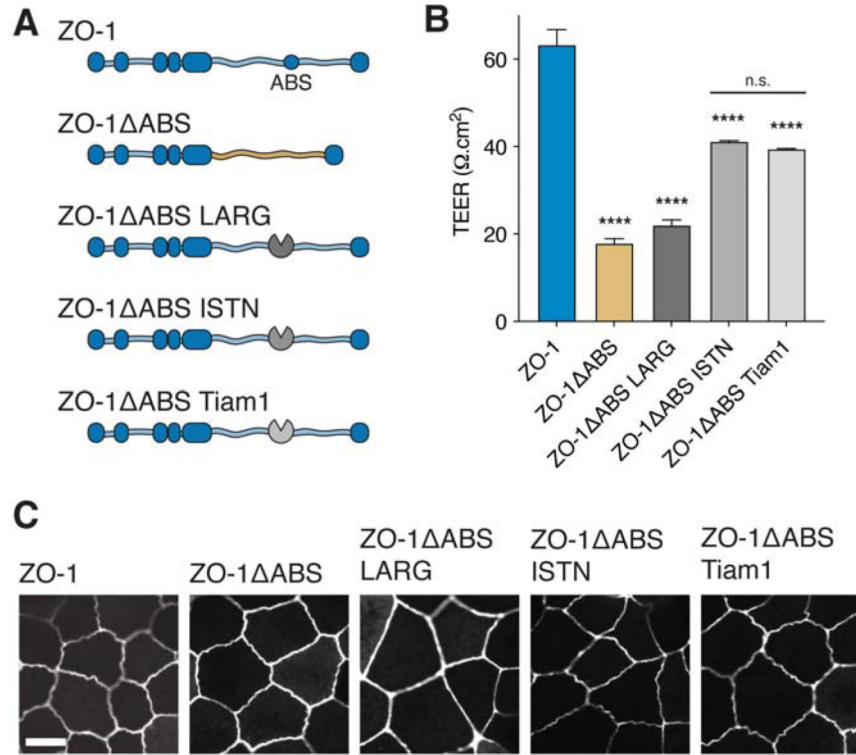 A
ZO-1
ABS
ZO-1ΔABS
ZO-1ΔABS LARG
ZO-1ΔABS ISTN
ZO-1ΔABS Tiam1
B
TEER (Ω.cm²)
60
40
20
0
n.s.
****
****
****
****
ZO-1
ZO-1ΔABS
ZO-1ΔABS LARG
ZO-1ΔABS ISTN
ZO-1ΔABS Tiam1
C
ZO-1
ZO-1ΔABS
ZO-1ΔABS
LARG
ZO-1ΔABS
ISTN
ZO-1ΔABS
Tiam1